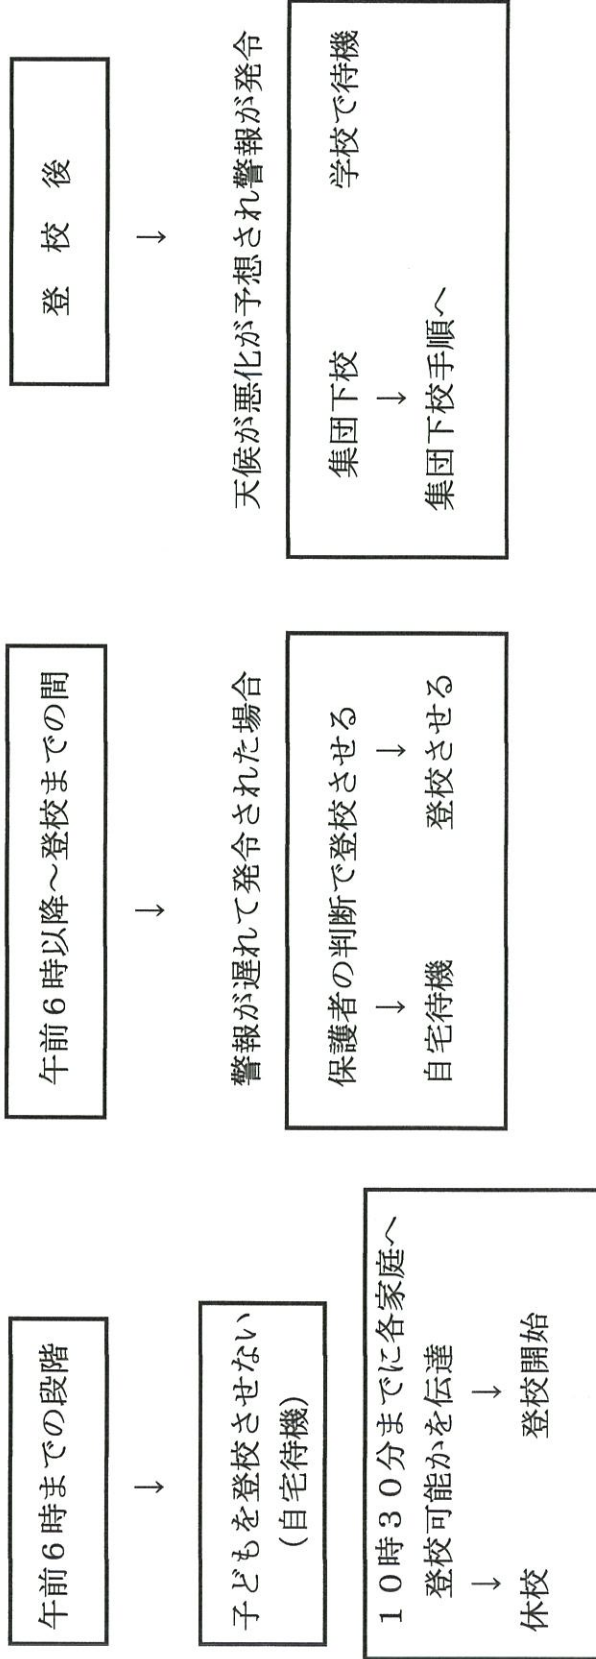 午前6時までの段階
↓
子どもを登校させない
(自宅待機)
10時30分までに各家庭へ
登校可能かを伝達
↓ ↓
休校 登校開始
午前6時以降～登校までの間
↓
警報が遅れて発令された場合
保護者の判断で登校させる
↓ ↓
自宅待機 登校させる
登 校 後
↓
天候が悪化が予想され警報が発令
集団下校 学校で待機
↓
集団下校手順へ